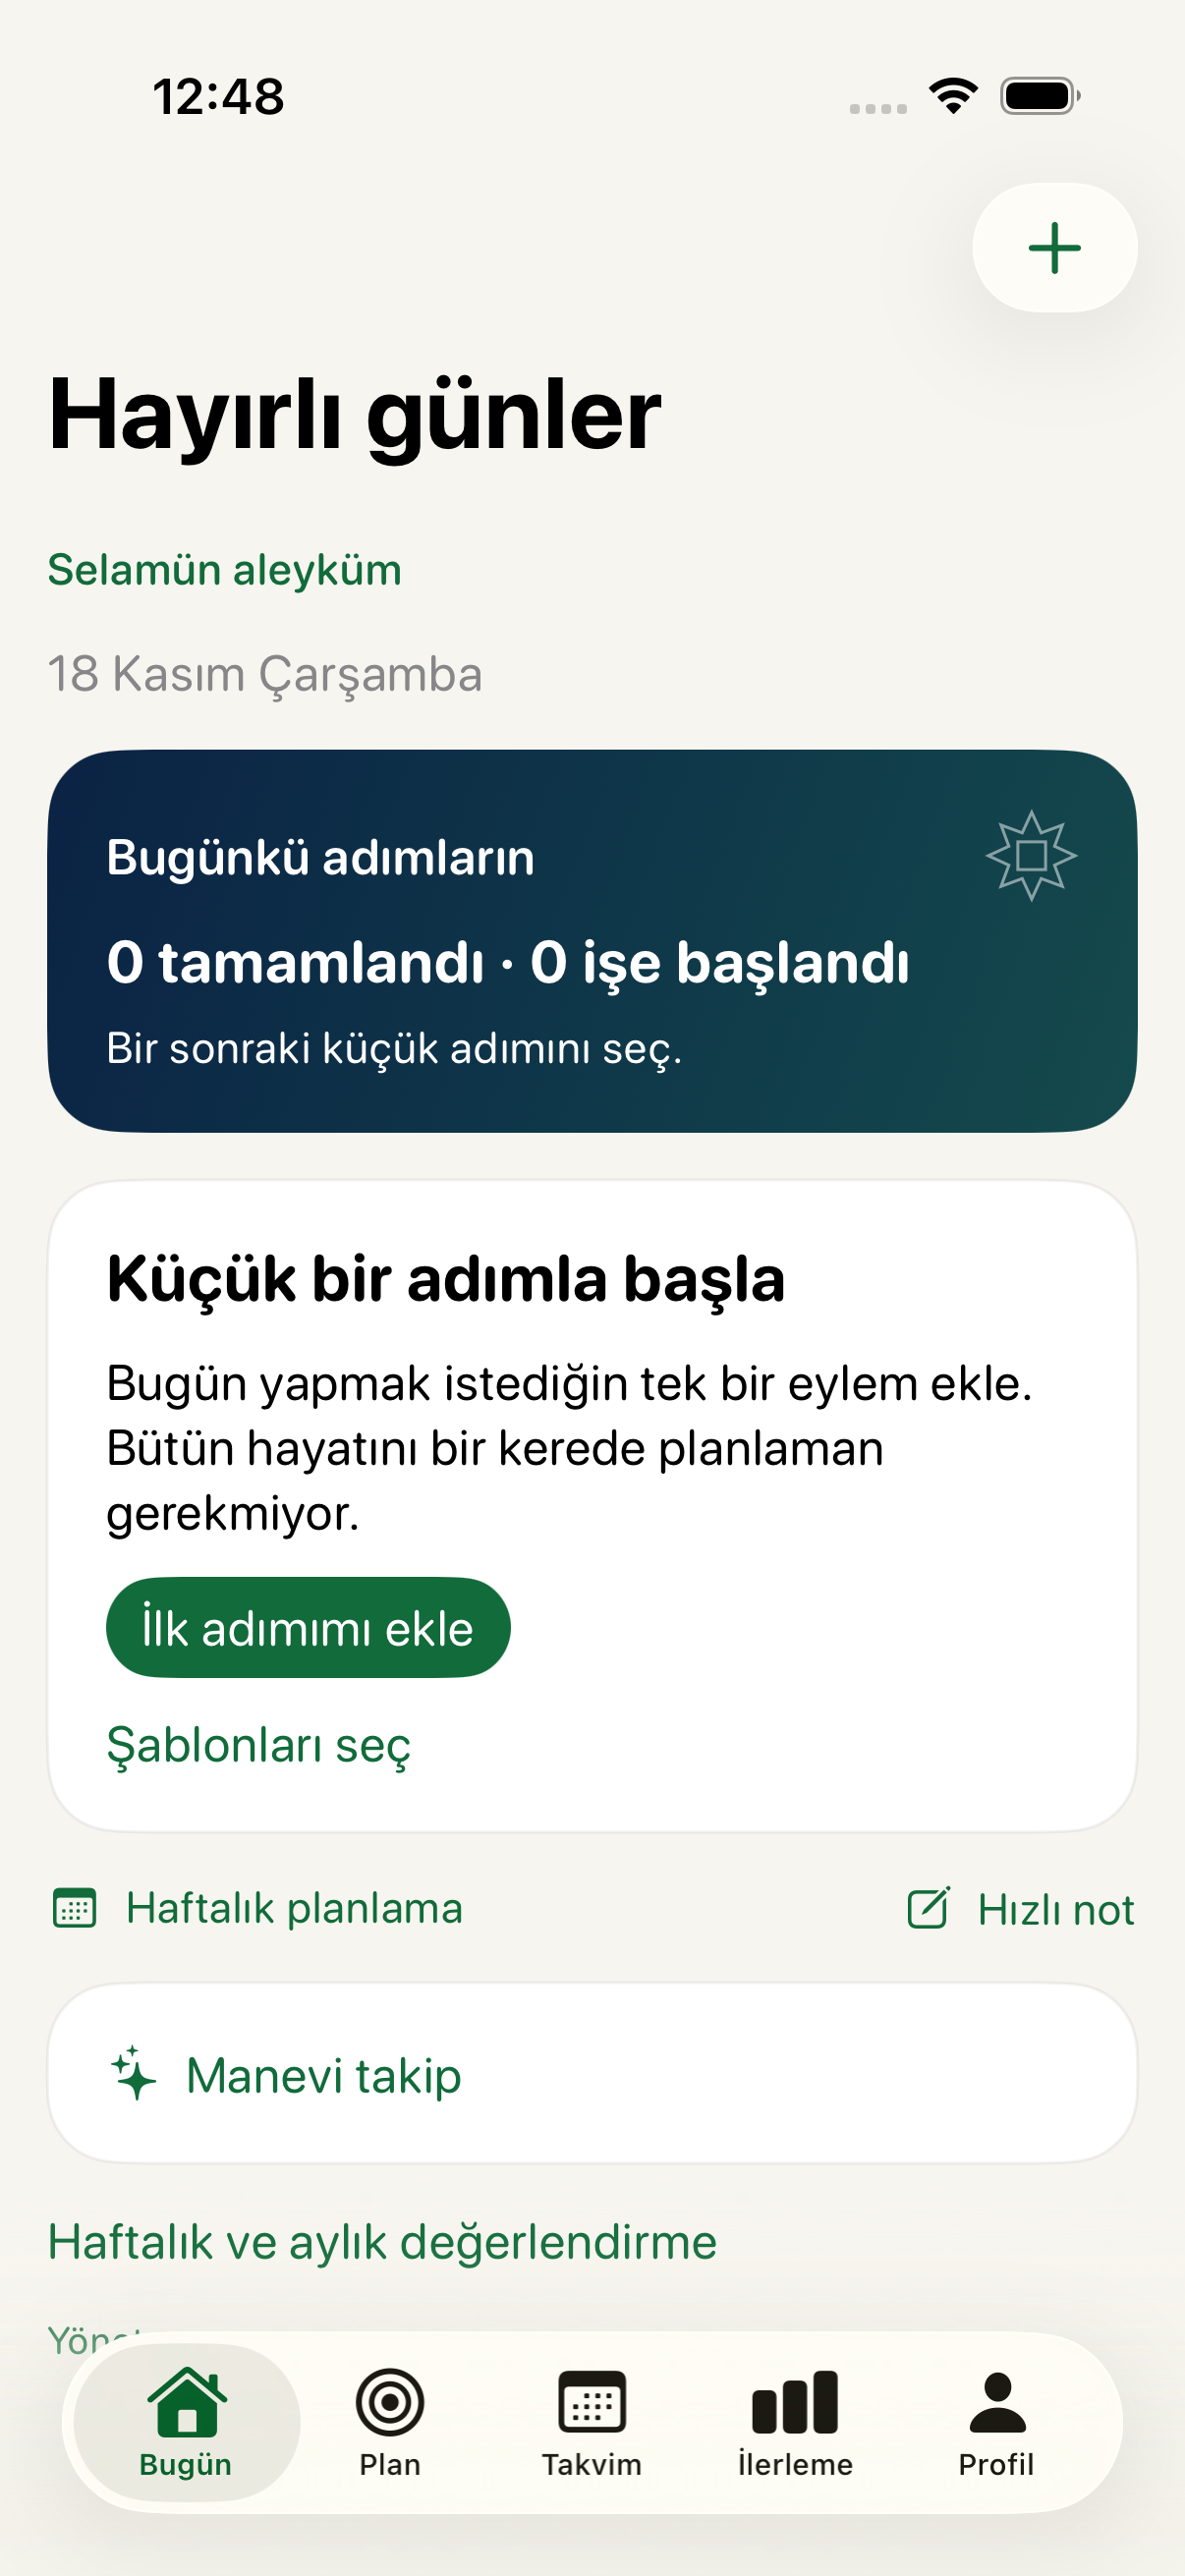 12:48
Hayırlı günler
Selamün aleyküm
18 Kasım Çarşamba
Bugünkü adımların
0 tamamlandı · 0 işe başlandı
Bir sonraki küçük adımını seç.
Küçük bir adımla başla
Bugün yapmak istediğin tek bir eylem ekle.
Bütün hayatını bir kerede planlaman
gerekmiyor.
İlk adımımı ekle
Şablonları seç
Haftalık planlama
Hızlı not
Manevi takip
Haftalık ve aylık değerlendirme
Bugün
Plan
Takvim
İlerleme
Profil